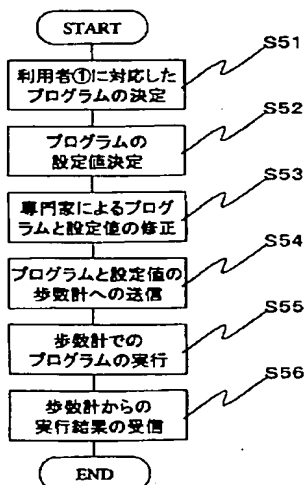 START
利用者①に対応した
プログラムの決定
S51
プログラムの
設定値決定
S52
専門家によるプログ
ラムと設定値の修正
S53
プログラムと設定値の
歩数計への送信
S54
歩数計での
プログラムの実行
S55
歩数計からの
実行結果の受信
S56
END